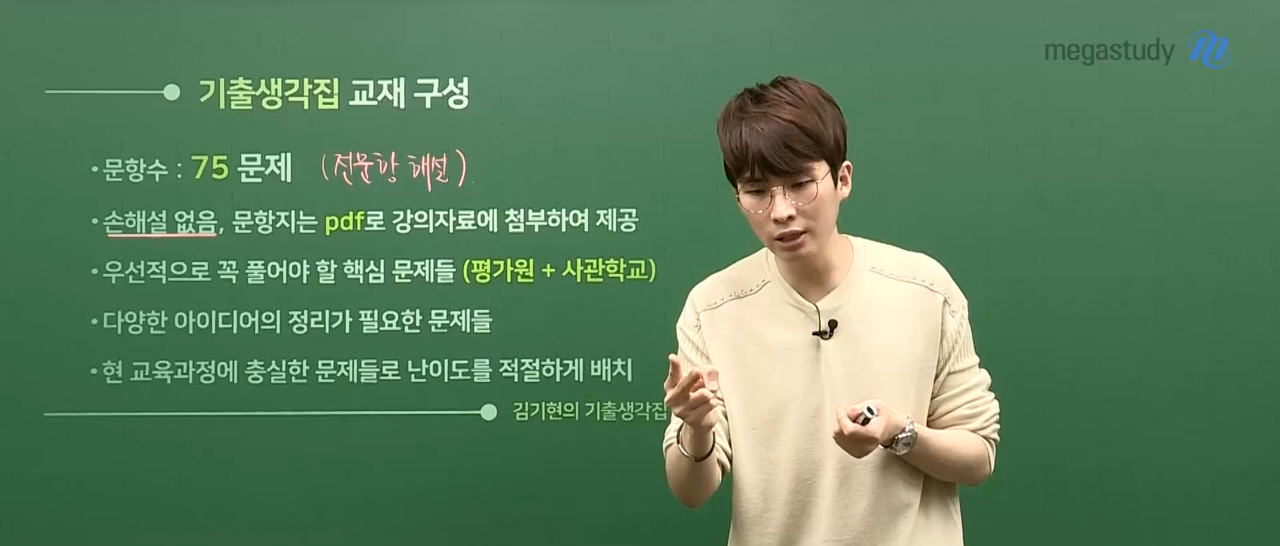 megastudy
기출생각집 교재 구성
•문항수 : 75 문제 (전문항 해설).
•손해설 없음, 문항지는 pdf로 강의자료에 첨부하여 제공
•우선적으로 꼭 풀어야 할 핵심 문제들 (평가원 + 사관학교)
•다양한 아이디어의 정리가 필요한 문제들
•현 교육과정에 충실한 문제들로 난이도를 적절하게 배치
김기현의 기출생각집